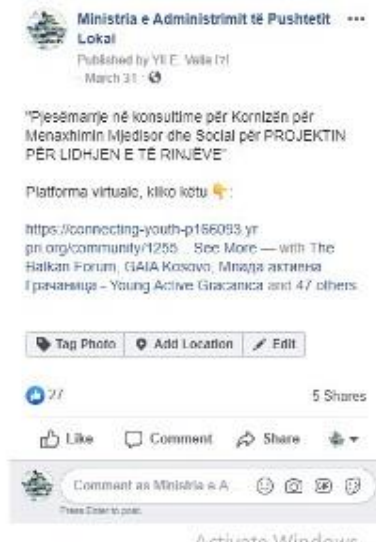 Ministria e Administrimit të Pushtetit
Lokal
Published by Yll E.
March 31
"Pjesëmarrje në konsultime për Kornizën për
Menaxhimin Mjedisor dhe Social për PROJEKTIN
PËR LIDHJEN E TË RINJËVE"
Platforma virtuale, kliko këtu 👇:
https://connecting-youth-p166093.yr
pri.org/community/1255... See More — with The
Balkan Forum, GAIA Kosovo, Млада активна
Грачаница - Young Active Gracanica and 47 others.
Tag Photo Add Location Edit
27 5 Shares
Like Comment Share
Comment as Ministria e A
Press Enter to post.
Activate Windows